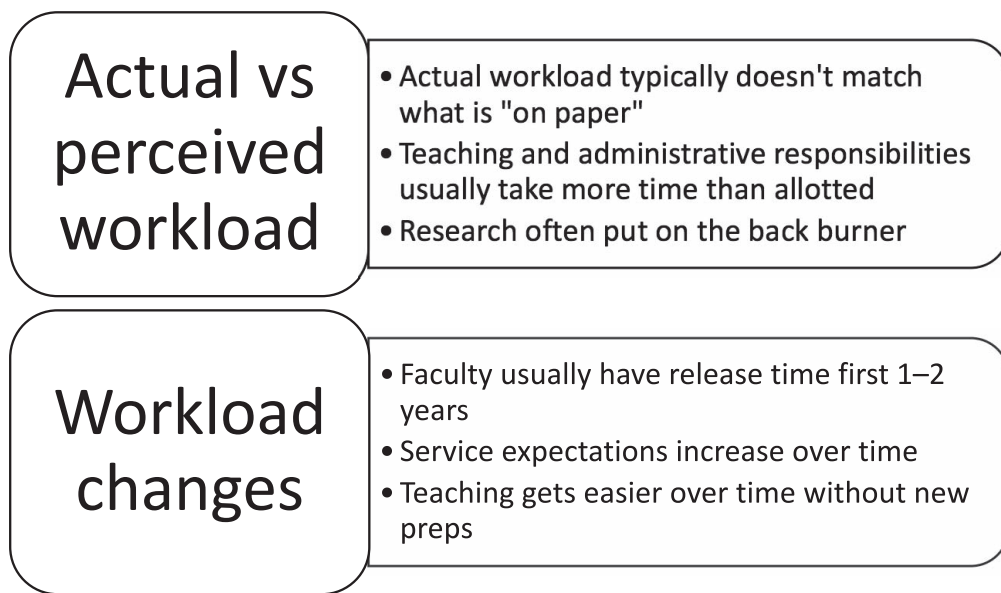 Actual vs
perceived
workload
• Actual workload typically doesn't match
what is "on paper"
• Teaching and administrative responsibilities
usually take more time than allotted
• Research often put on the back burner
Workload
changes
• Faculty usually have release time first 1–2
years
• Service expectations increase over time
• Teaching gets easier over time without new
preps